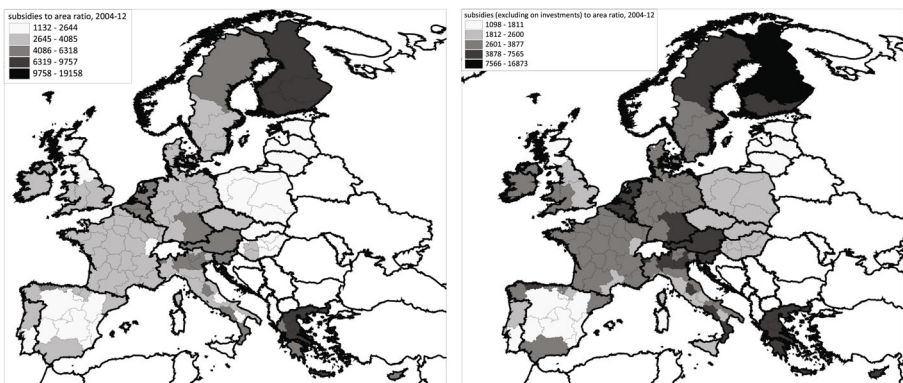 subsidies to area ratio, 2004-12
1132 - 2644
2645 - 4085
4086 - 6318
6319 - 9757
9758 - 19158
subsidies (excluding on investments) to area ratio, 2004-12
1098 - 1811
1812 - 2600
2601 - 3877
3878 - 7565
7566 - 16873